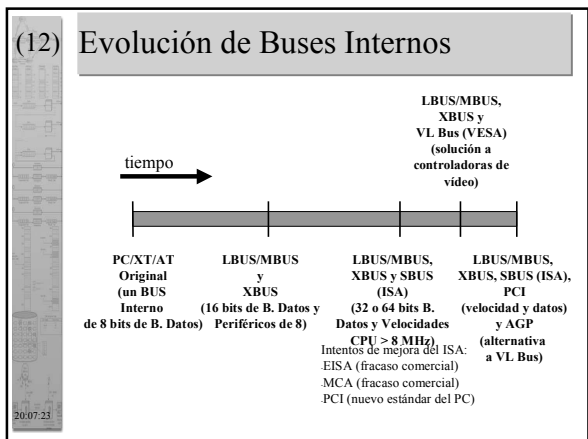 (12) Evolución de Buses Internos
LBUS/MBUS,
XBUS y
VL Bus (VESA)
(solución a
controladoras de
vídeo)
tiempo
PC/XT/AT
Original
(un BUS
Interno
de 8 bits de B. Datos)
LBUS/MBUS
y
XBUS
(16 bits de B. Datos y
Periféricos de 8)
LBUS/MBUS,
XBUS y SBUS
(ISA)
(32 o 64 bits B.
Datos y Velocidades
CPU > 8 MHz)
Intentos de mejora del ISA:
-EISA (fracaso comercial)
-MCA (fracaso comercial)
-PCI (nuevo estándar del PC)
LBUS/MBUS,
XBUS, SBUS (ISA),
PCI
(velocidad y datos)
y AGP
(alternativa
a VL Bus)
20:07:23